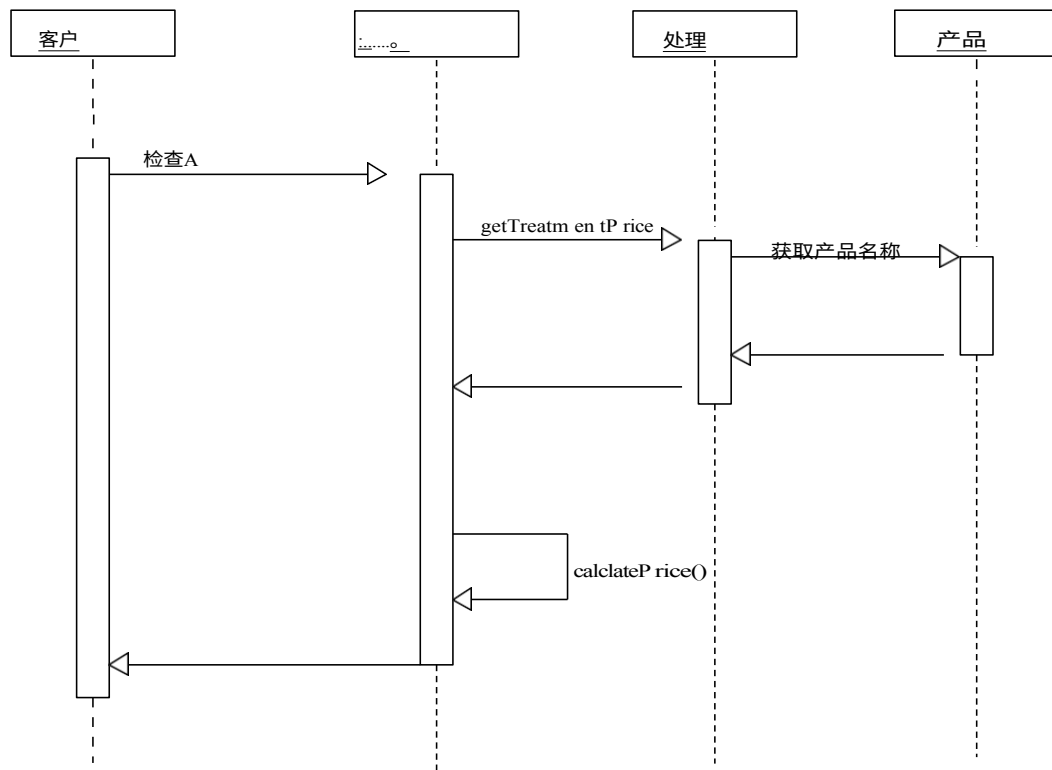 客户
:.......。
处理
产品
检查A
getTreatm en tP rice
获取产品名称
calclateP rice()